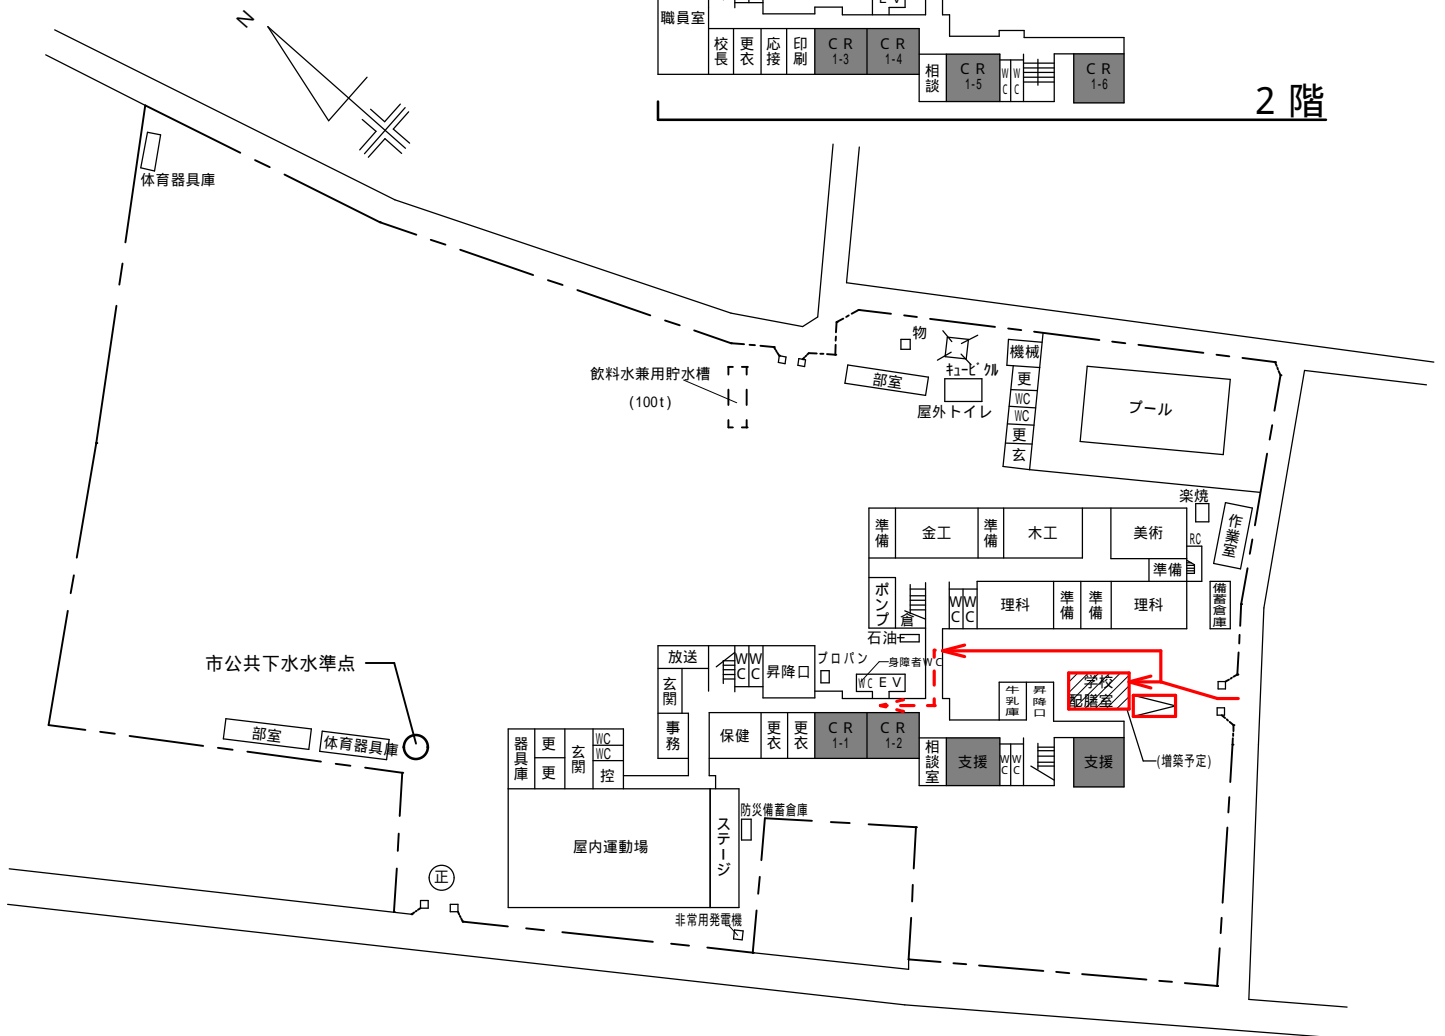 N
職員室
EV
校長
更衣
応接
印刷
CR
1-3
CR
1-4
相談
CR
1-5
WC
WC
CR
1-6
2階
体育器具庫
飲料水兼用貯水槽
(100t)
物
キュービクル
部室
屋外トイレ
機械
更
WC
WC
更
玄
プール
楽焼
作業室
準備
金工
準備
木工
美術
RC
準備
ポンプ
倉
WC
WC
理科
準備
準備
理科
備蓄倉庫
石油
市公共下水水準点
放送
WC
WC
昇降口
プロパン
身障者WC
WC
EV
玄関
牛乳庫
昇降口
学校
配膳室
(増築予定)
事務
保健
更衣
更衣
CR
1-1
CR
1-2
相談室
支援
WC
WC
支援
部室
体育器具庫
器具庫
更
更
玄関
WC
WC
控
屋内運動場
ステージ
防災備蓄倉庫
正
非常用発電機